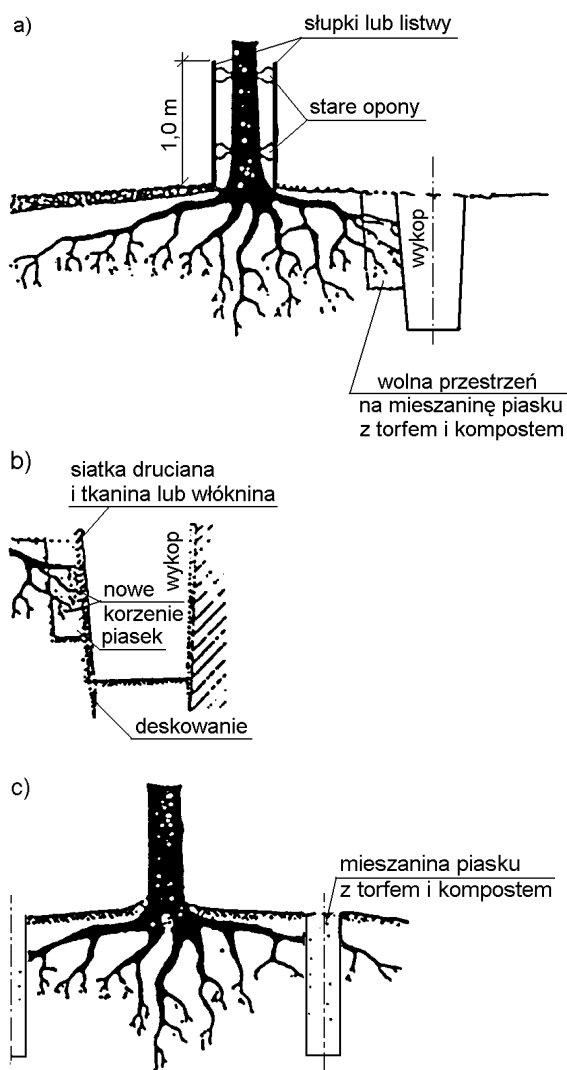 a)
słupki lub listwy
stare opony
1,0 m
wykop
wolna przestrzeń
na mieszaninę piasku
z torfem i kompostem
b)
siatka druciana
i tkanina lub włóknina
wykop
nowe
korzenie
piasek
deskowanie
c)
mieszanina piasku
z torfem i kompostem